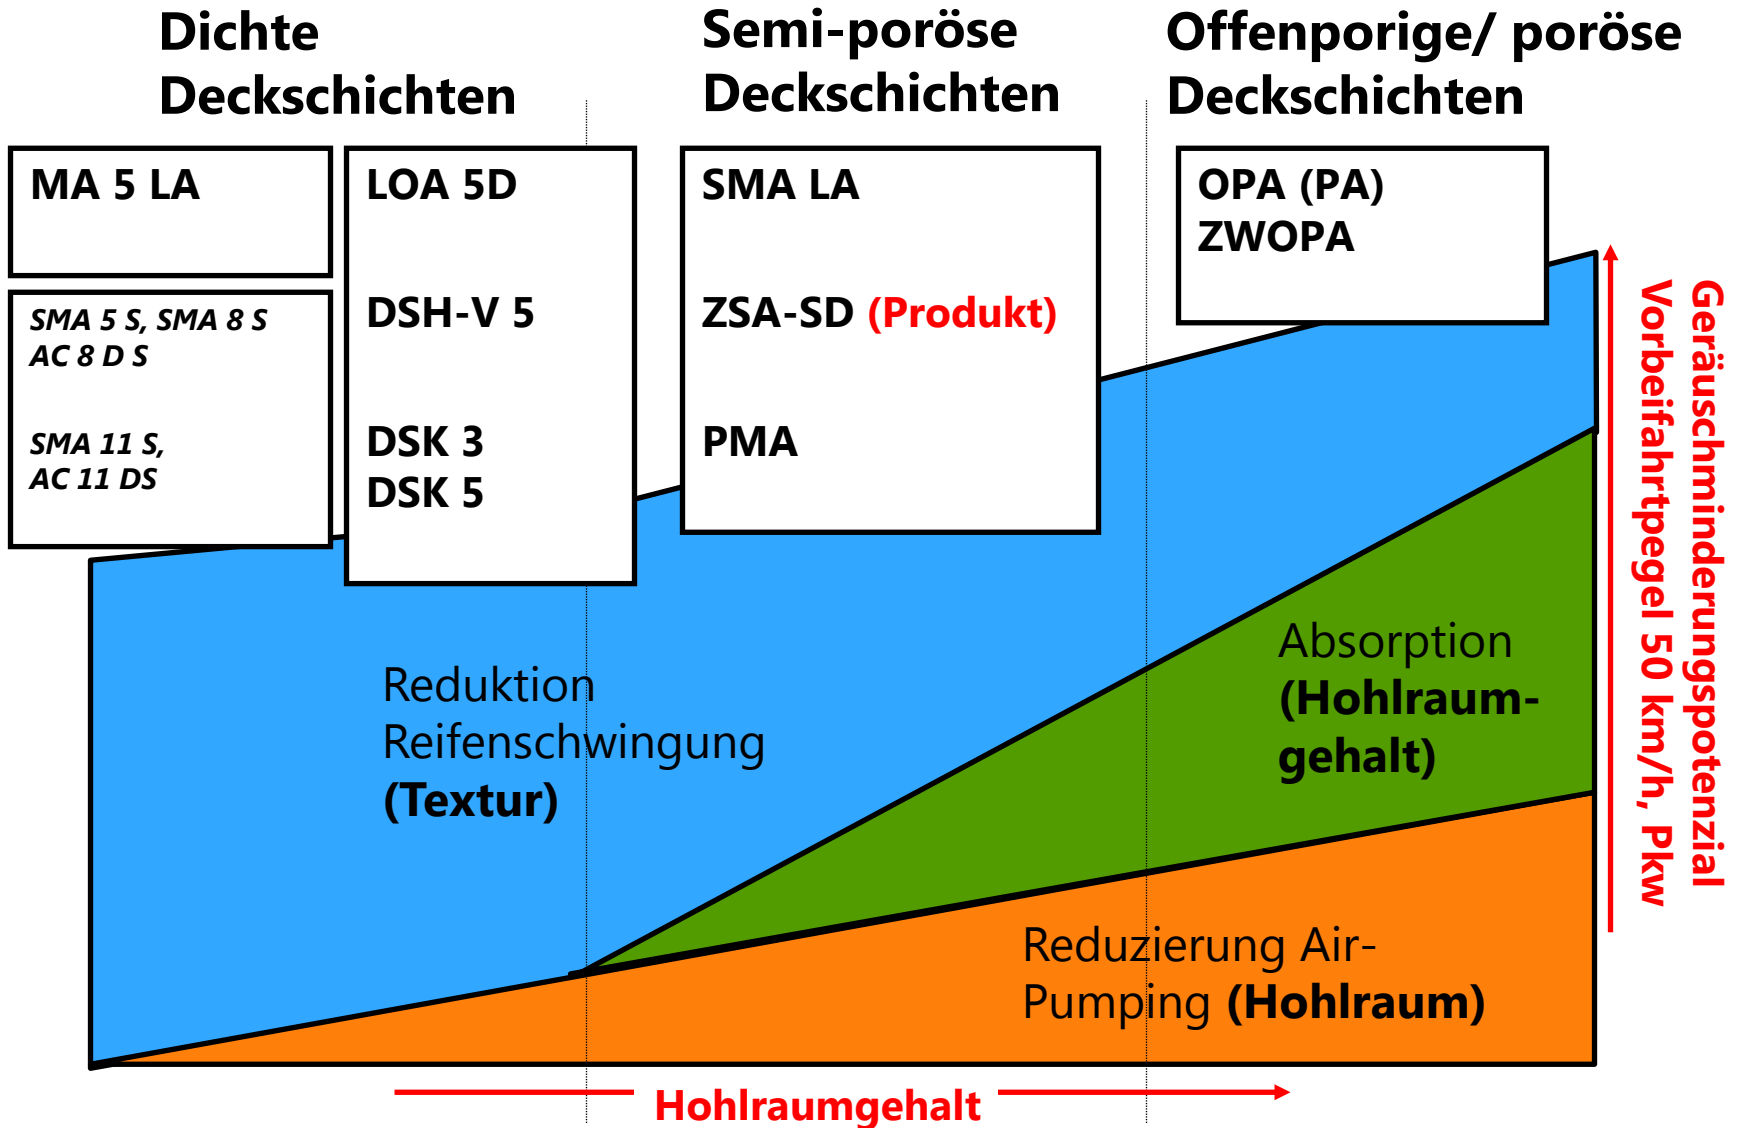 Dichte
Deckschichten
Semi-poröse
Deckschichten
Offenporige/ poröse
Deckschichten
MA 5 LA
SMA 5 S, SMA 8 S
AC 8 D S
SMA 11 S,
AC 11 DS
LOA 5D
DSH-V 5
DSK 3
DSK 5
SMA LA
ZSA-SD (Produkt)
PMA
OPA (PA)
ZWOPA
Geräuschminderungspotenzial
Vorbeifahrtpegel 50 km/h, Pkw
Reduktion
Reifenschwingung
(Textur)
Absorption
(Hohlraum-
gehalt)
Reduzierung Air-
Pumping (Hohlraum)
Hohlraumgehalt